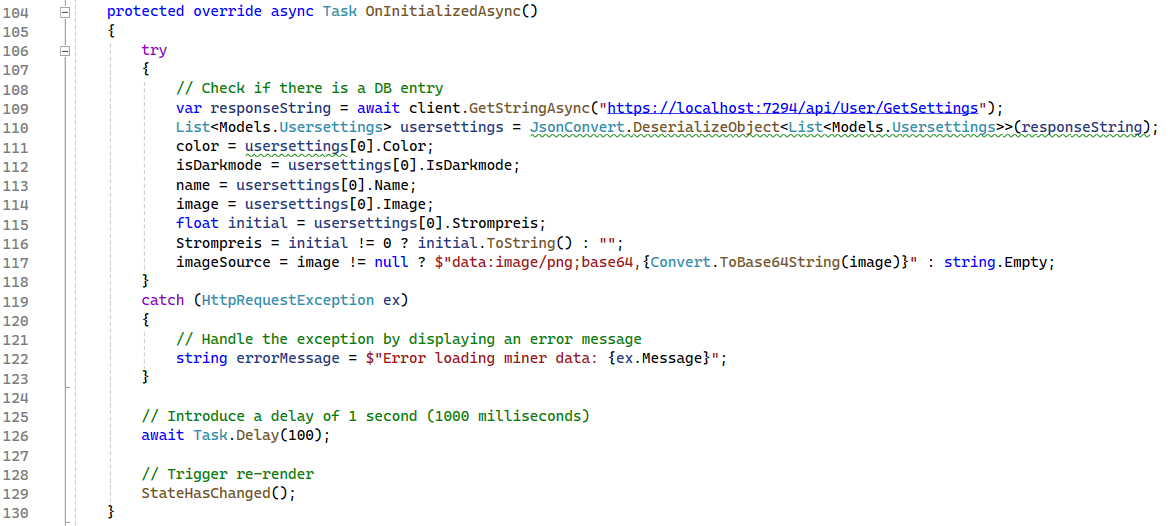 104 protected override async Task OnInitializedAsync()
105 {
106 try
107 {
108 // Check if there is a DB entry
109 var responseString = await client.GetStringAsync("https://localhost:7294/api/User/GetSettings");
110 List<Models.Usersettings> usersettings = JsonConvert.DeserializeObject<List<Models.Usersettings>>(responseString);
111 color = usersettings[0].Color;
112 isDarkmode = usersettings[0].IsDarkmode;
113 name = usersettings[0].Name;
114 image = usersettings[0].Image;
115 float initial = usersettings[0].Strompreis;
116 Strompreis = initial != 0 ? initial.ToString() : "";
117 imageSource = image != null ? $"data:image/png;base64,{Convert.ToBase64String(image)}" : string.Empty;
118 }
119 catch (HttpRequestException ex)
120 {
121 // Handle the exception by displaying an error message
122 string errorMessage = $"Error loading miner data: {ex.Message}";
123 }
124
125 // Introduce a delay of 1 second (1000 milliseconds)
126 await Task.Delay(100);
127
128 // Trigger re-render
129 StateHasChanged();
130 }